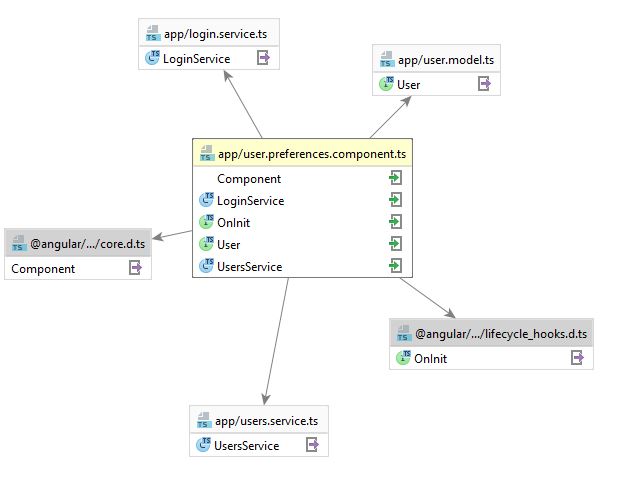 app/login.service.ts
LoginService
app/user.model.ts
User
app/user.preferences.component.ts
Component
LoginService
OnInit
User
UsersService
@angular/.../core.d.ts
Component
@angular/.../lifecycle_hooks.d.ts
OnInit
app/users.service.ts
UsersService